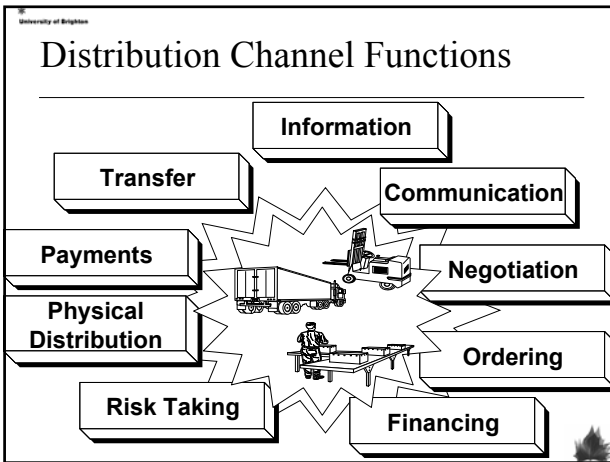 University of Brighton
Distribution Channel Functions
Information
Transfer
Communication
Payments
Negotiation
Physical
Distribution
Ordering
Risk Taking
Financing